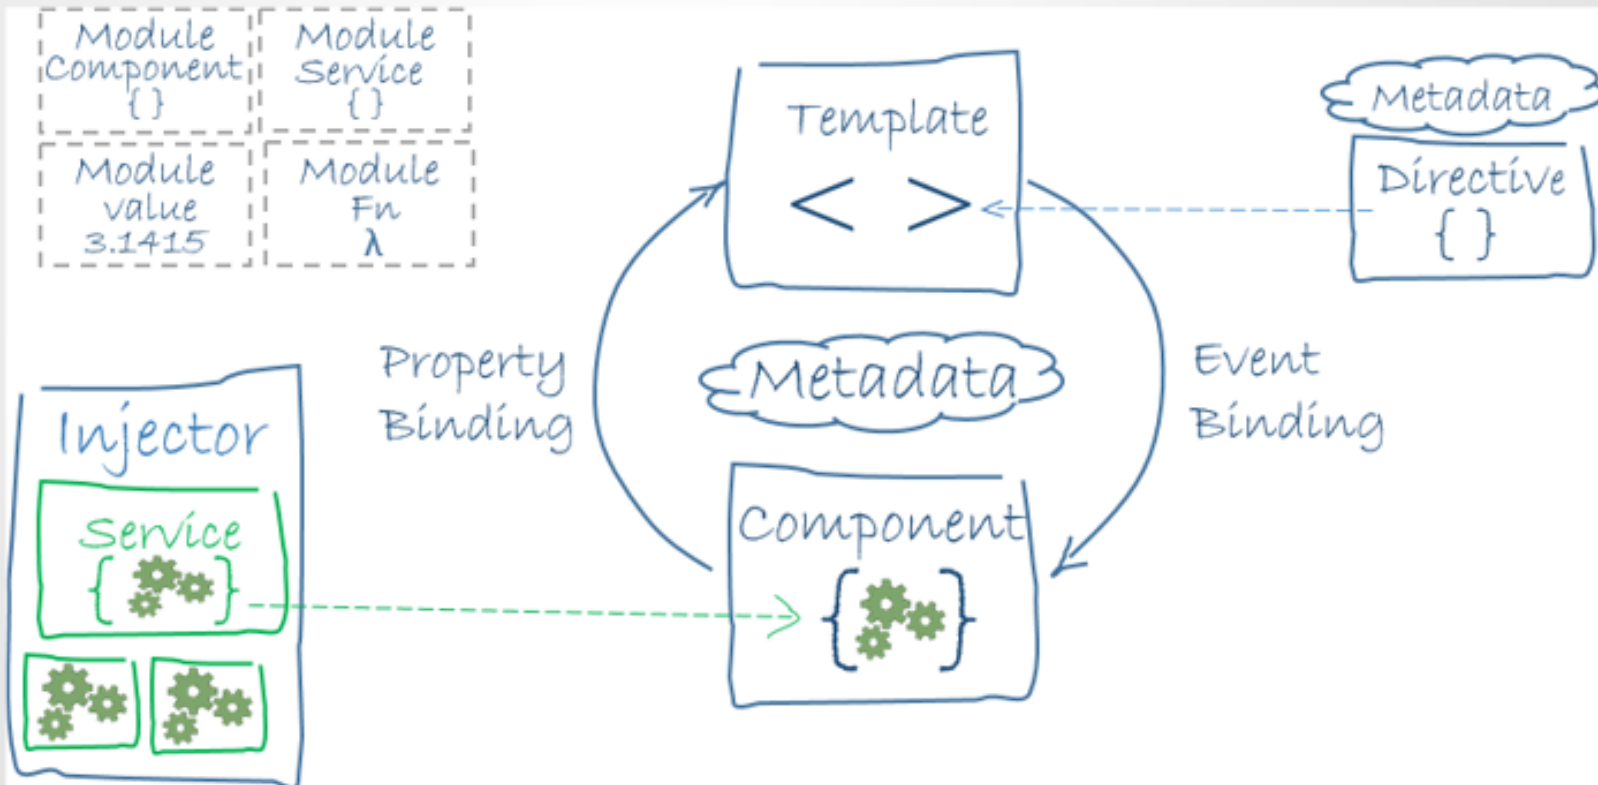 Module
Component
{ }
Module
Service
{ }
Module
value
3.1415
Module
Fn
λ
Template
< >
Metadata
Directive
{ }
Property
Binding
Metadata
Event
Binding
Injector
Service
{ }
Component
{ }